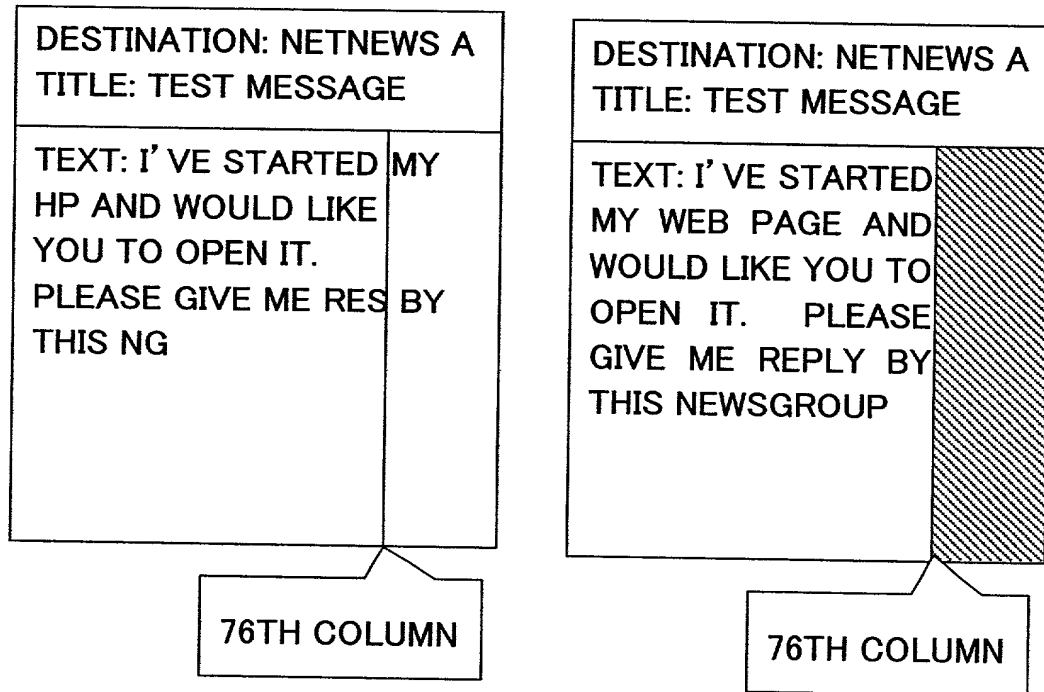 DESTINATION: NETNEWS A
TITLE: TEST MESSAGE
TEXT: I'VE STARTED MY
HP AND WOULD LIKE
YOU TO OPEN IT.
PLEASE GIVE ME RES BY
THIS NG
76TH COLUMN
DESTINATION: NETNEWS A
TITLE: TEST MESSAGE
TEXT: I'VE STARTED
MY WEB PAGE AND
WOULD LIKE YOU TO
OPEN IT. PLEASE
GIVE ME REPLY BY
THIS NEWSGROUP
76TH COLUMN